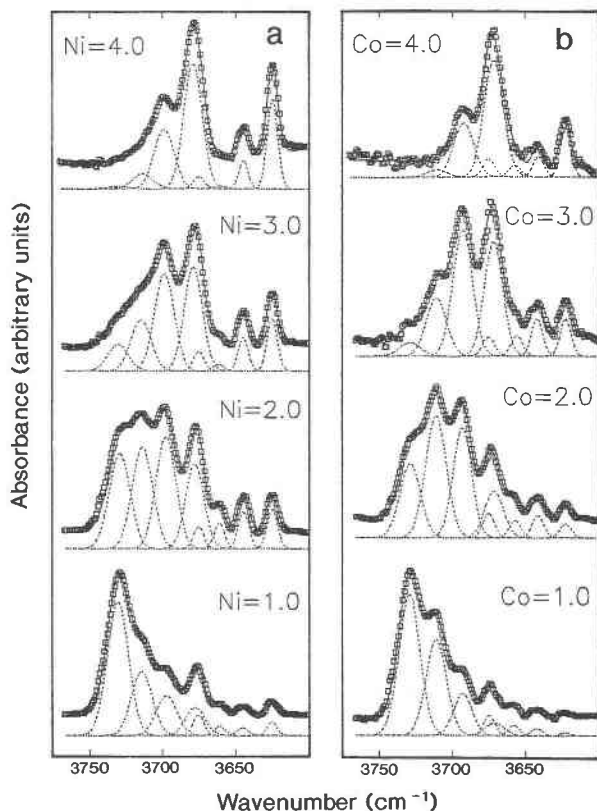 a
Ni=4.0
Ni=3.0
Ni=2.0
Ni=1.0
3750
3700
3650
b
Co=4.0
Co=3.0
Co=2.0
Co=1.0
3750
3700
3650
Absorbance (arbitrary units)
Wavenumber (cm⁻¹)